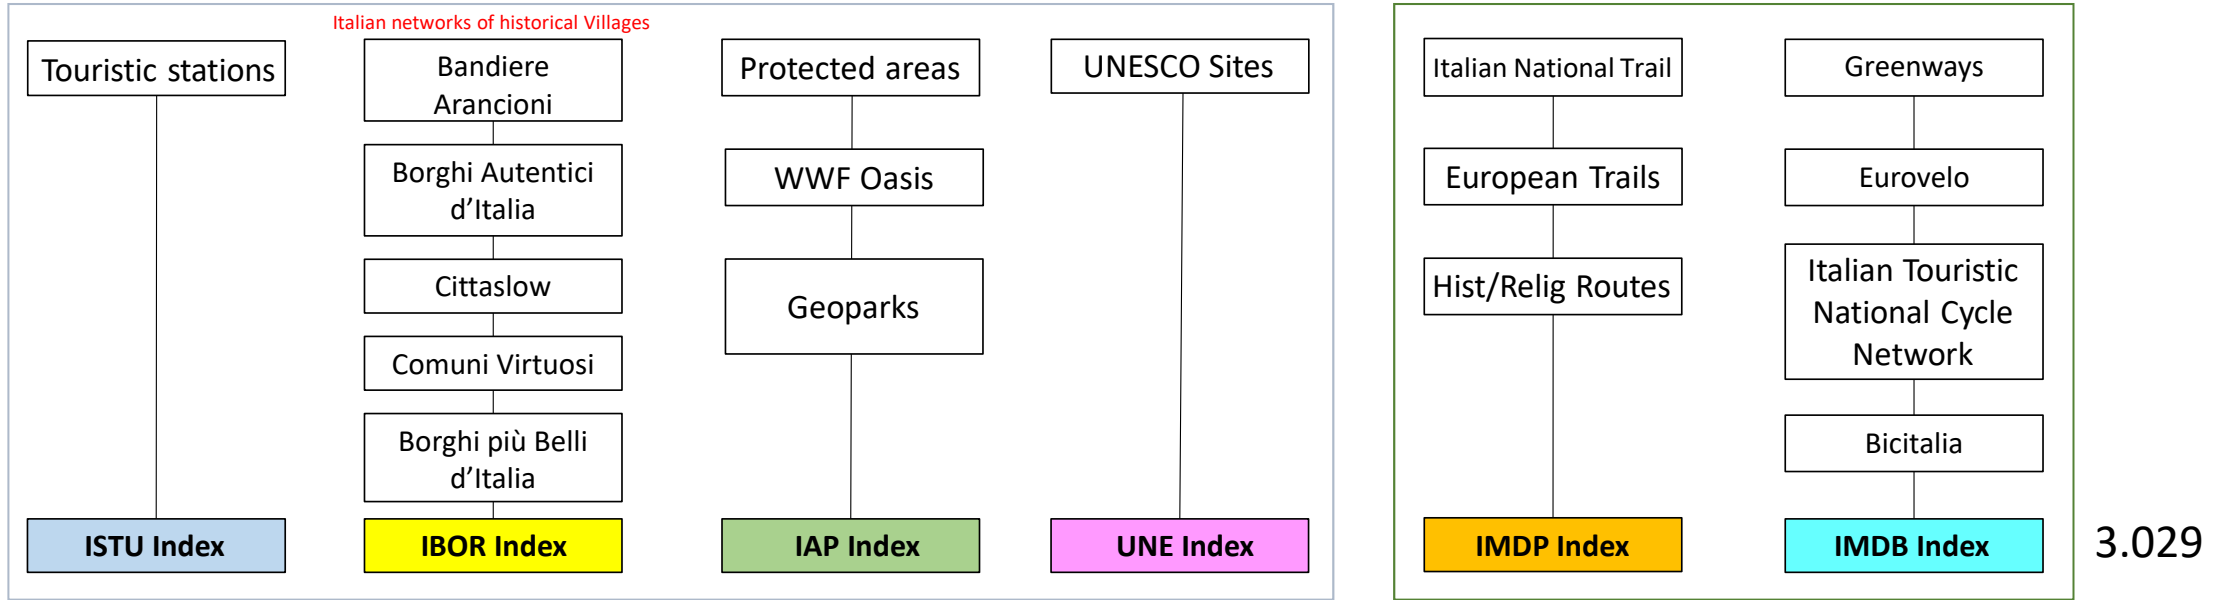 Italian networks of historical Villages
Touristic stations
ISTU Index
Bandiere
Arancioni
Borghi Autentici
d’Italia
Cittaslow
Comuni Virtuosi
Borghi più Belli
d’Italia
IBOR Index
Protected areas
WWF Oasis
Geoparks
IAP Index
UNESCO Sites
UNE Index
Italian National Trail
European Trails
Hist/Relig Routes
IMDP Index
Greenways
Eurovelo
Italian Touristic
National Cycle
Network
Bicitalia
IMDB Index
3.029